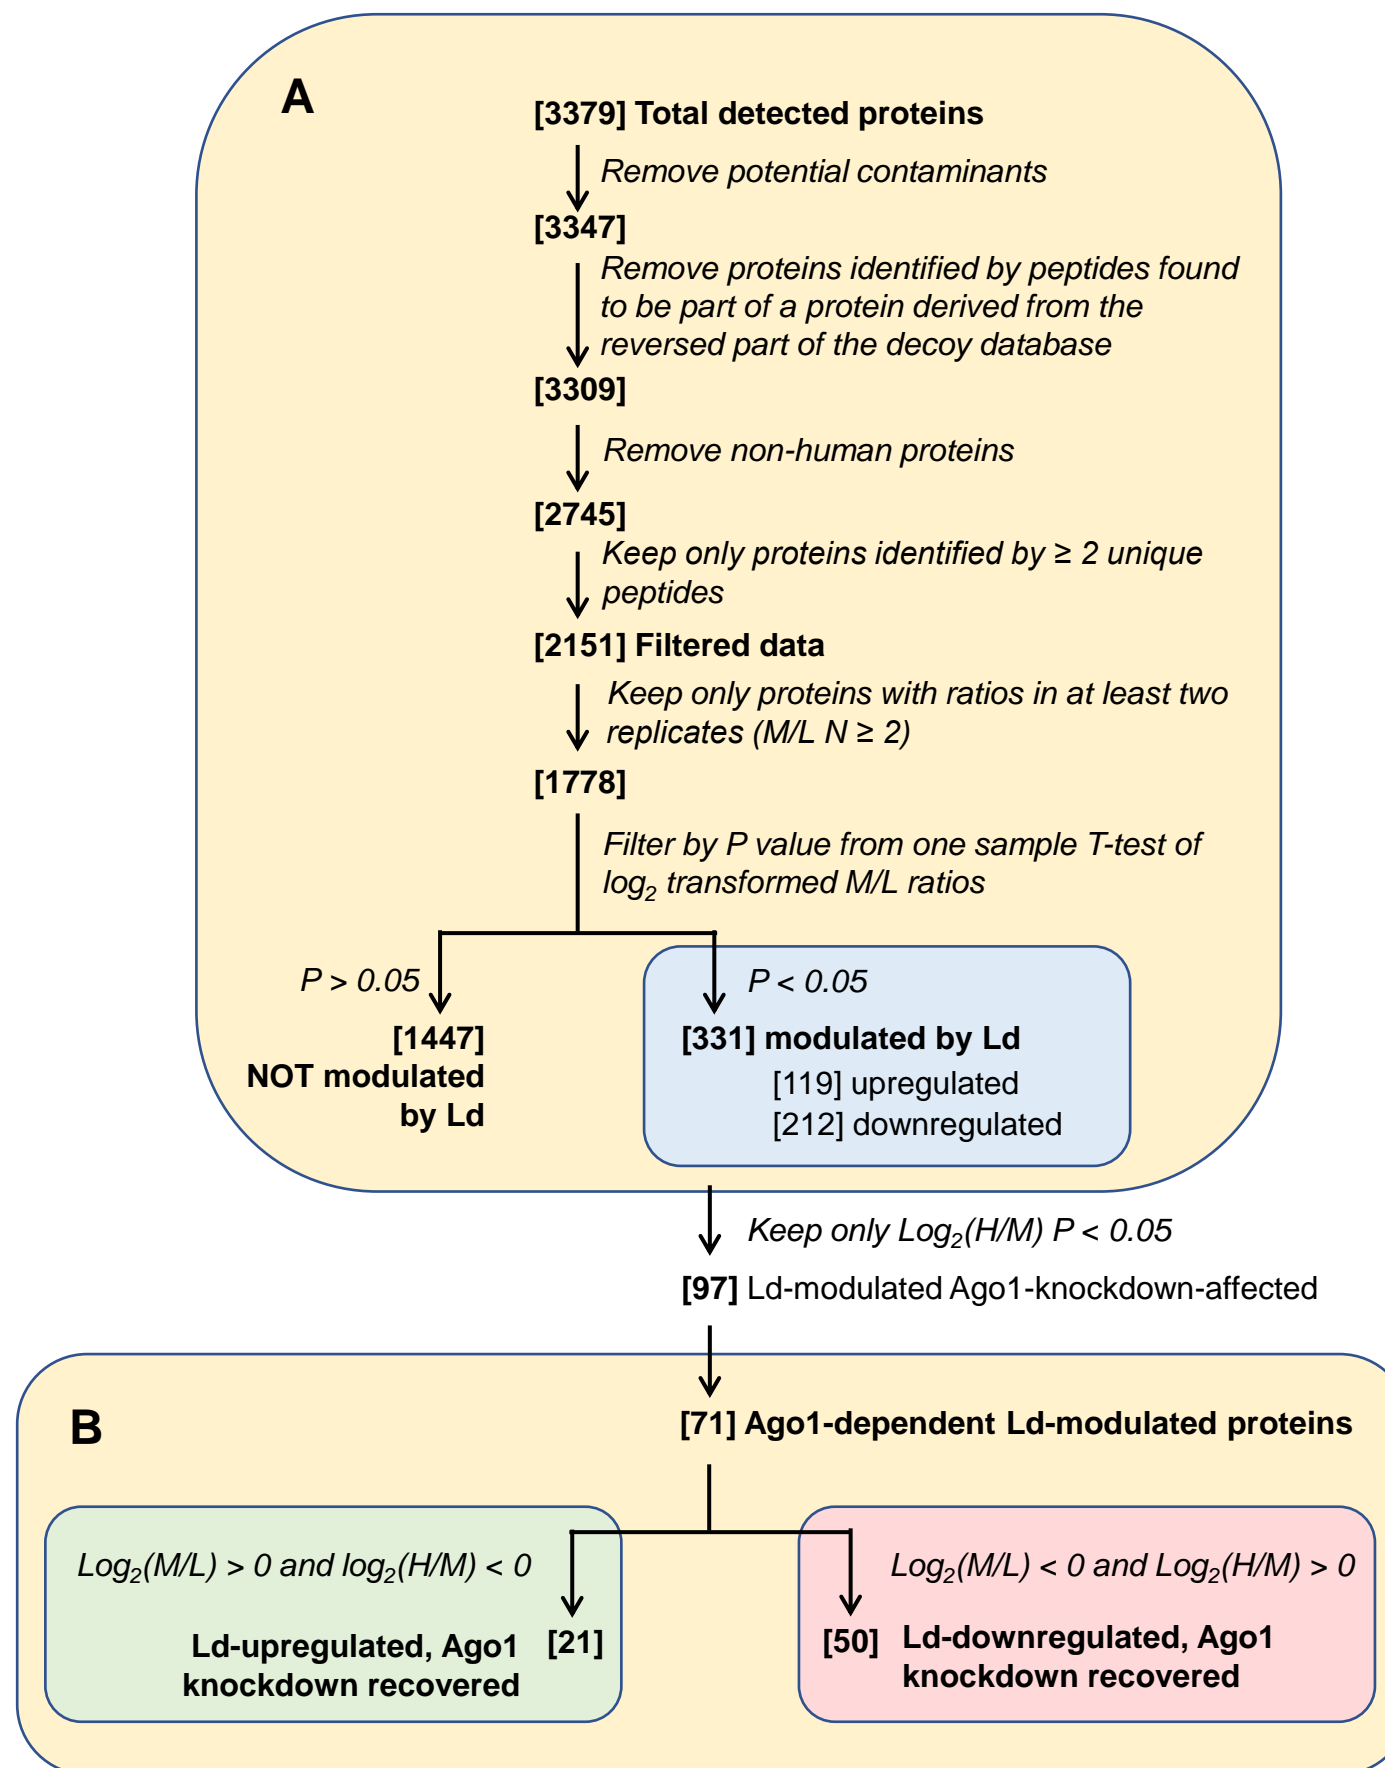 A
[3379] Total detected proteins
Remove potential contaminants
[3347]
Remove proteins identified by peptides found
to be part of a protein derived from the
reversed part of the decoy database
[3309]
Remove non-human proteins
[2745]
Keep only proteins identified by ≥ 2 unique
peptides
[2151] Filtered data
Keep only proteins with ratios in at least two
replicates (M/L N ≥ 2)
[1778]
Filter by P value from one sample T-test of
log₂ transformed M/L ratios
P > 0.05
[1447]
NOT modulated
by Ld
P < 0.05
[331] modulated by Ld
[119] upregulated
[212] downregulated
Keep only Log₂(H/M) P < 0.05
[97] Ld-modulated Ago1-knockdown-affected
B
[71] Ago1-dependent Ld-modulated proteins
Log₂(M/L) > 0 and log₂(H/M) < 0
Ld-upregulated, Ago1
knockdown recovered
[21]
Log₂(M/L) < 0 and Log₂(H/M) > 0
[50]
Ld-downregulated, Ago1
knockdown recovered